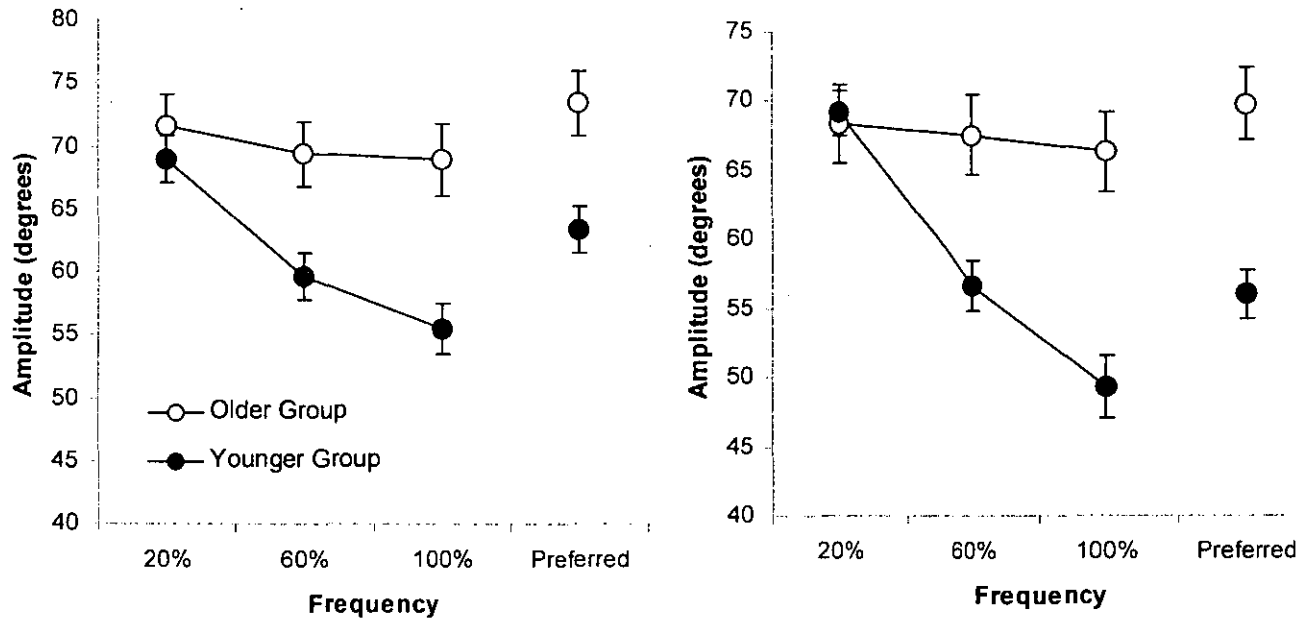 80
75
70
65
60
55
50
45
40
Amplitude (degrees)
Older Group
Younger Group
20% 60% 100% Preferred
Frequency
75
70
65
60
55
50
45
40
Amplitude (degrees)
20% 60% 100% Preferred
Frequency